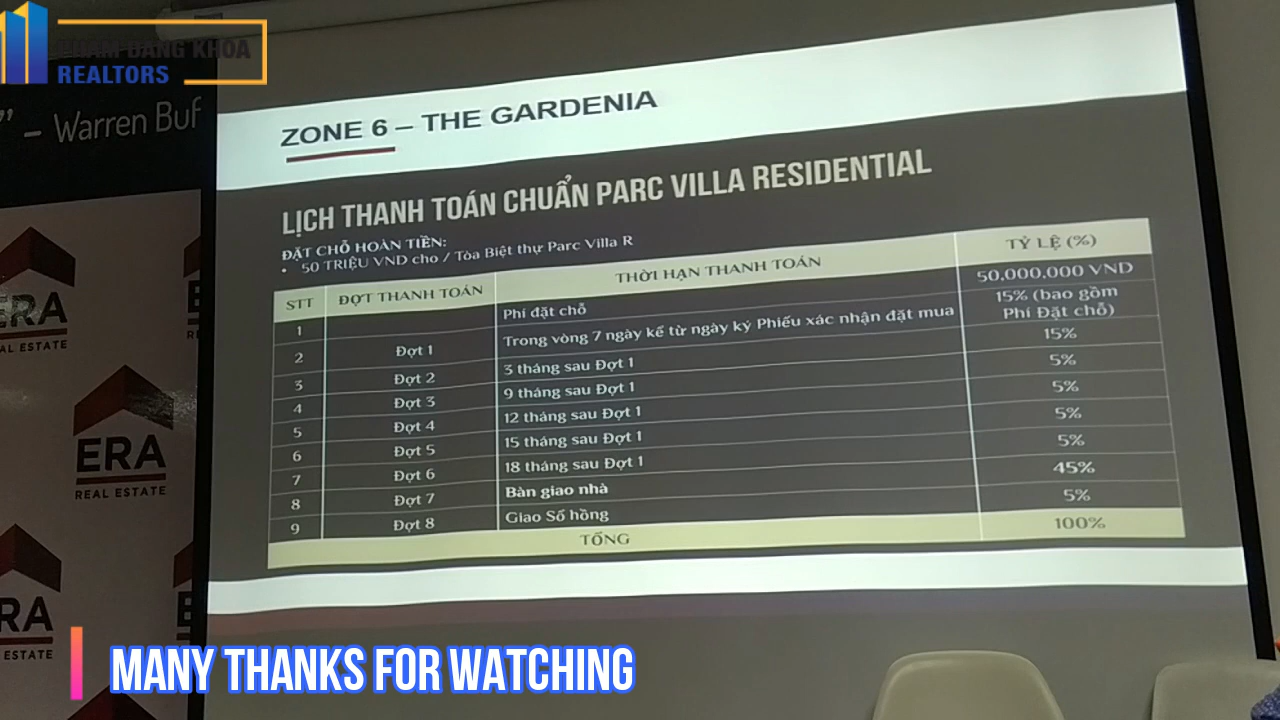 PHAM DANG KHOA
REALTORS
” – Warren Buf
ZONE 6 – THE GARDENIA
LỊCH THANH TOÁN CHUẨN PARC VILLA RESIDENTIAL
ĐẶT CHỖ HOÀN TIỀN:
• 50 TRIỆU VND cho / Tòa Biệt thự Parc Villa R
STT ĐỢT THANH TOÁN THỜI HẠN THANH TOÁN TỶ LỆ (%)
1 Phí đặt chỗ 50,000,000 VND
2 Đợt 1 Trong vòng 7 ngày kể từ ngày ký Phiếu xác nhận đặt mua 15% (bao gồm
Phí Đặt chỗ)
3 Đợt 2 3 tháng sau Đợt 1 15%
4 Đợt 3 9 tháng sau Đợt 1 5%
5 Đợt 4 12 tháng sau Đợt 1 5%
6 Đợt 5 15 tháng sau Đợt 1 5%
7 Đợt 6 18 tháng sau Đợt 1 5%
8 Đợt 7 Bàn giao nhà 45%
9 Đợt 8 Giao Sổ hồng 5%
TỔNG 100%
ERA
REAL ESTATE
ERA
REAL ESTATE
ERA
ESTATE
MANY THANKS FOR WATCHING